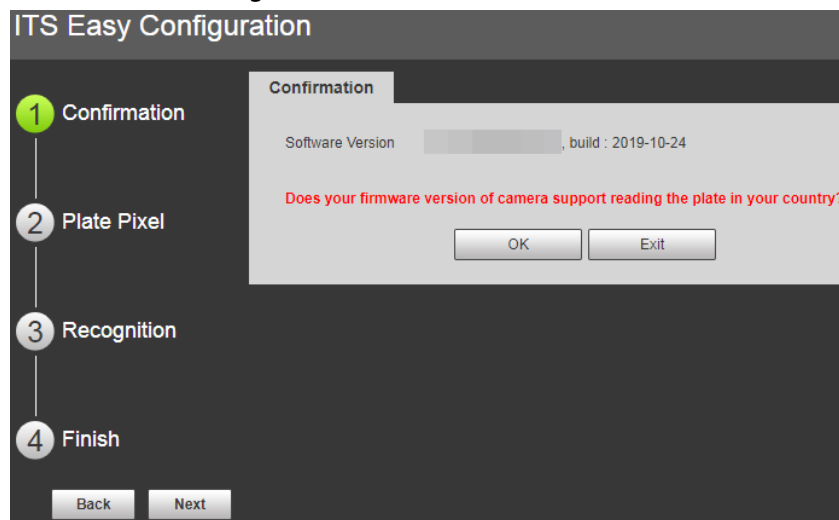 ITS Easy Configuration
Confirmation
1 Confirmation
Software Version , build : 2019-10-24
Does your firmware version of camera support reading the plate in your country?
OK Exit
2 Plate Pixel
3 Recognition
4 Finish
Back Next